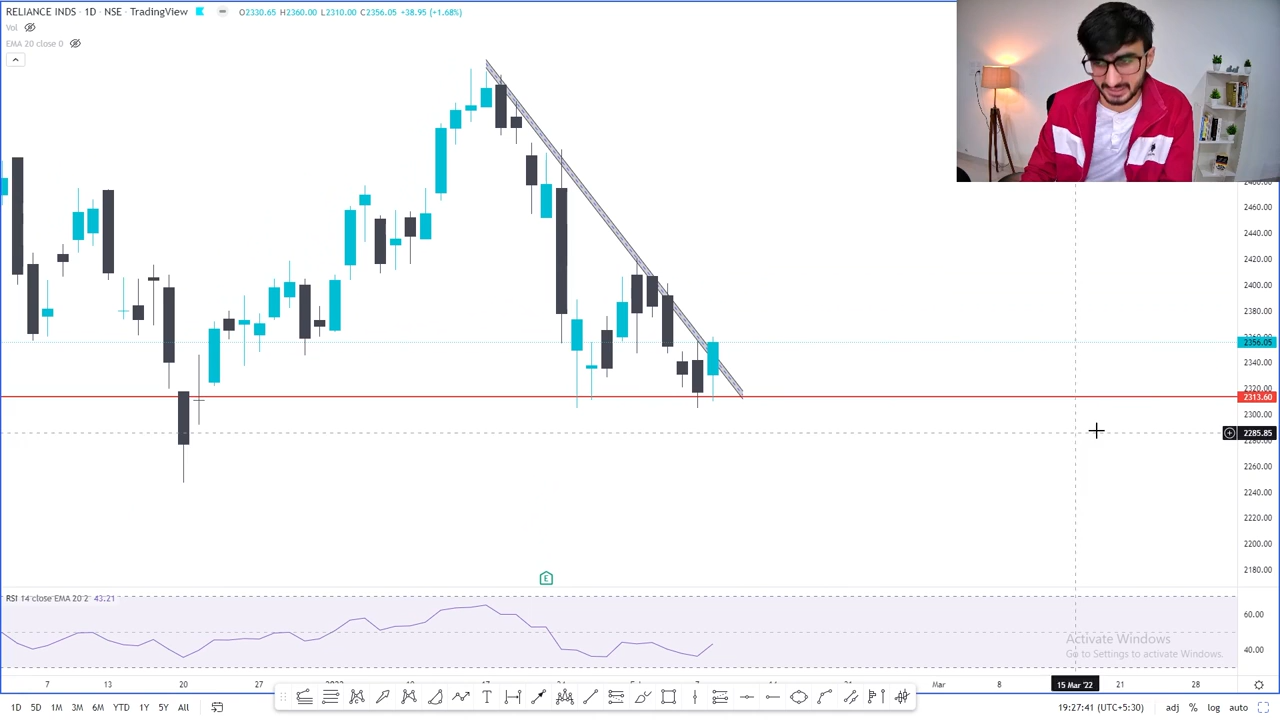 RELIANCE INDS · 1D · NSE · TradingView O2330.65 H2360.00 L2310.00 C2356.05 +38.95 (+1.68%)
Vol
EMA 20 close 0
2460.00
2440.00
2420.00
2400.00
2380.00
2356.05
2340.00
2320.00
2313.60
2300.00
2285.85
2260.00
2240.00
2220.00
2200.00
2180.00
E
RSI 14 close EMA 20 2 43.21
60.00
40.00
Activate Windows
Go to Settings to activate Windows.
7 13 20 27 Mar 8 15 Mar '22 21 28
1D 5D 1M 3M 6M YTD 1Y 5Y All 19:27:41 (UTC+5:30) adj % log auto